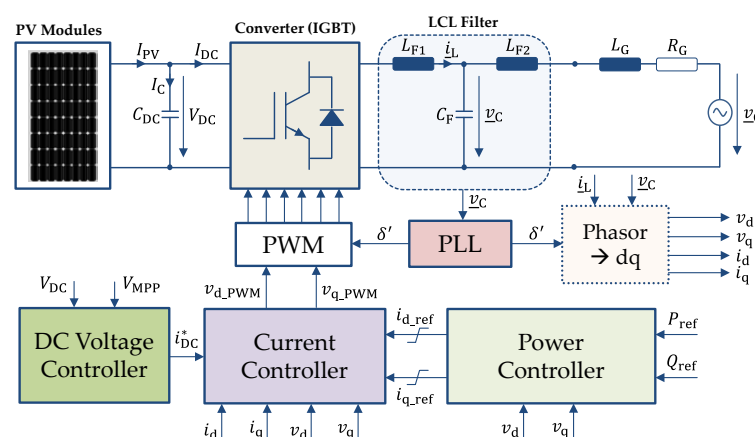 PV Modules
Converter (IGBT)
LCL Filter
I_PV
I_DC
L_F1
i_L
L_F2
L_G
R_G
I_C
C_DC
V_DC
C_F
v_C
v_C
i_L
v_C
PWM
δ′
PLL
δ′
Phasor
→ dq
v_d
v_q
i_d
i_q
V_DC
V_MPP
v_d_PWM
v_q_PWM
DC Voltage
Controller
i*_DC
Current
Controller
i_d_ref
i_q_ref
Power
Controller
P_ref
Q_ref
i_d
i_q
v_d
v_q
v_d
v_q